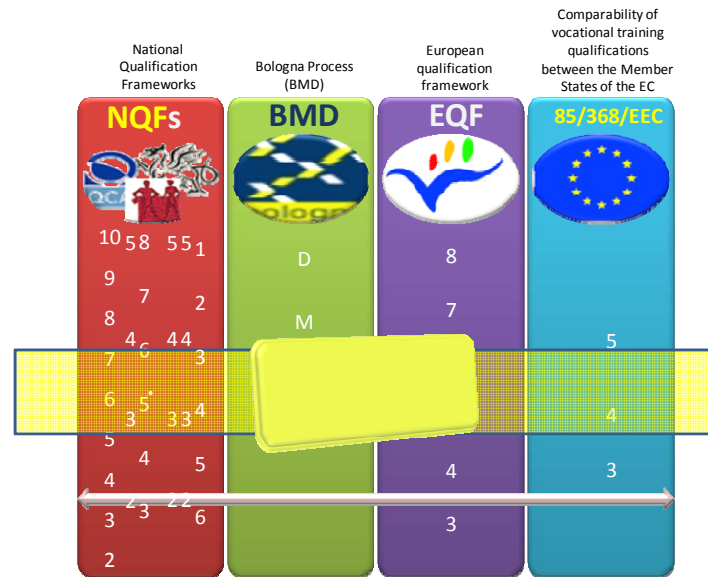 National
Qualification
Frameworks
Bologna Process
(BMD)
European
qualification
framework
Comparability of
vocational training
qualifications
between the Member
States of the EC
NQFs
BMD
EQF
85/368/EEC
QCA
bologna
10 5 8 5 5 1
9
7
2
8
4 6 4 4
7
3
6
5
3 3 3
4
5
4
5
4
2 2 2
3
3
6
2
D
M
8
7
4
3
5
4
3